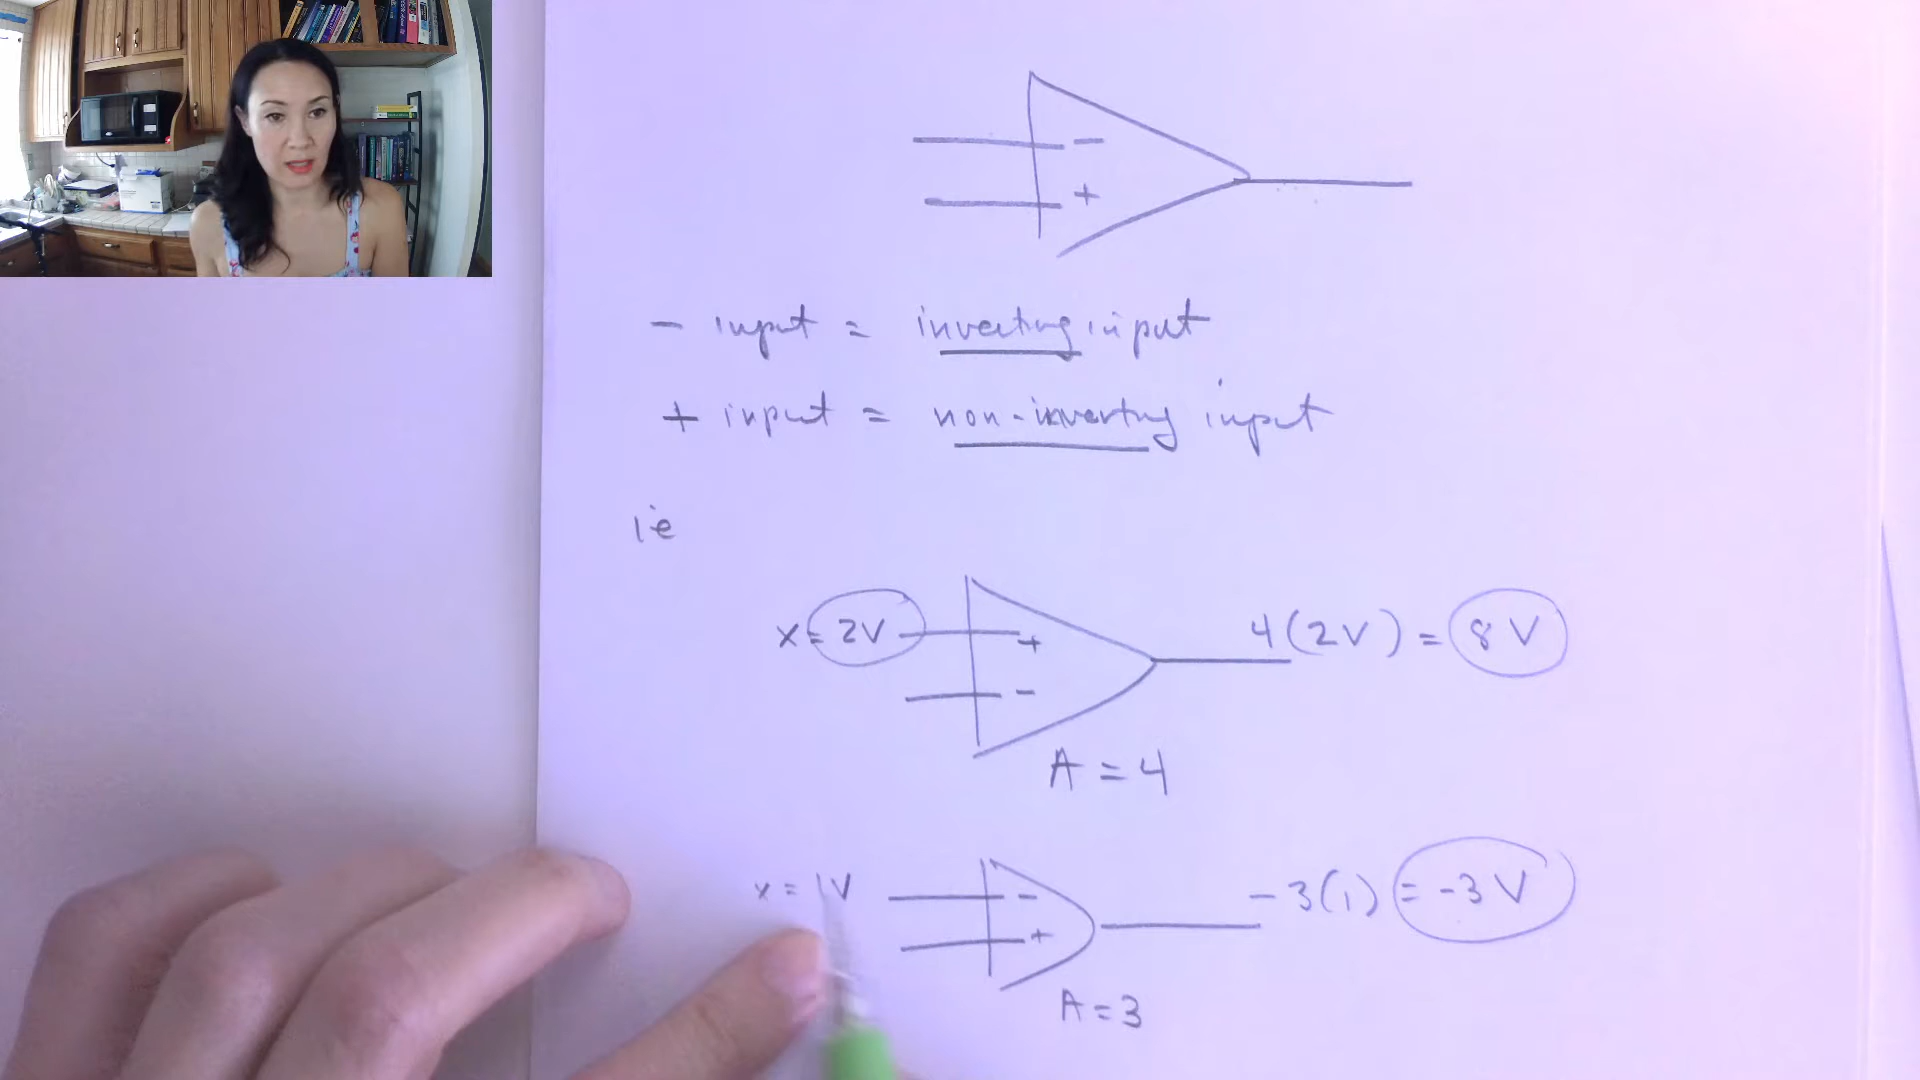 -
+
- input = inverting input
+ input = non-inverting input
ie
x = 2V + 4(2V) = 8V
-
A = 4
x = 1V - -3(1) = -3V
+
A = 3